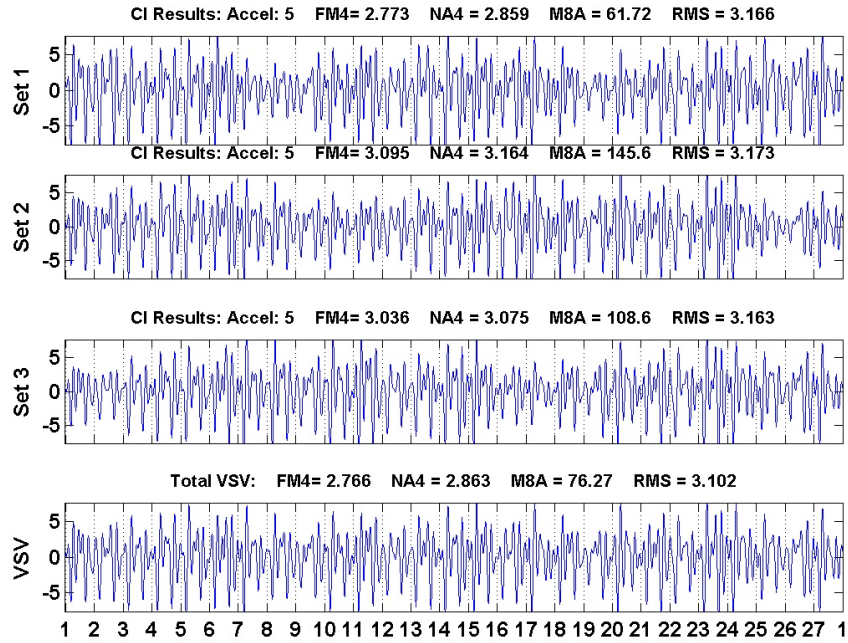 CI Results: Accel: 5 FM4= 2.773 NA4 = 2.859 M8A = 61.72 RMS = 3.166
5
0
-5
Set 1
CI Results: Accel: 5 FM4= 3.095 NA4 = 3.164 M8A = 145.6 RMS = 3.173
5
0
-5
Set 2
CI Results: Accel: 5 FM4= 3.036 NA4 = 3.075 M8A = 108.6 RMS = 3.163
5
0
-5
Set 3
Total VSV: FM4= 2.766 NA4 = 2.863 M8A = 76.27 RMS = 3.102
5
0
-5
VSV
1 2 3 4 5 6 7 8 9 10 11 12 13 14 15 16 17 18 19 20 21 22 23 24 25 26 27 1